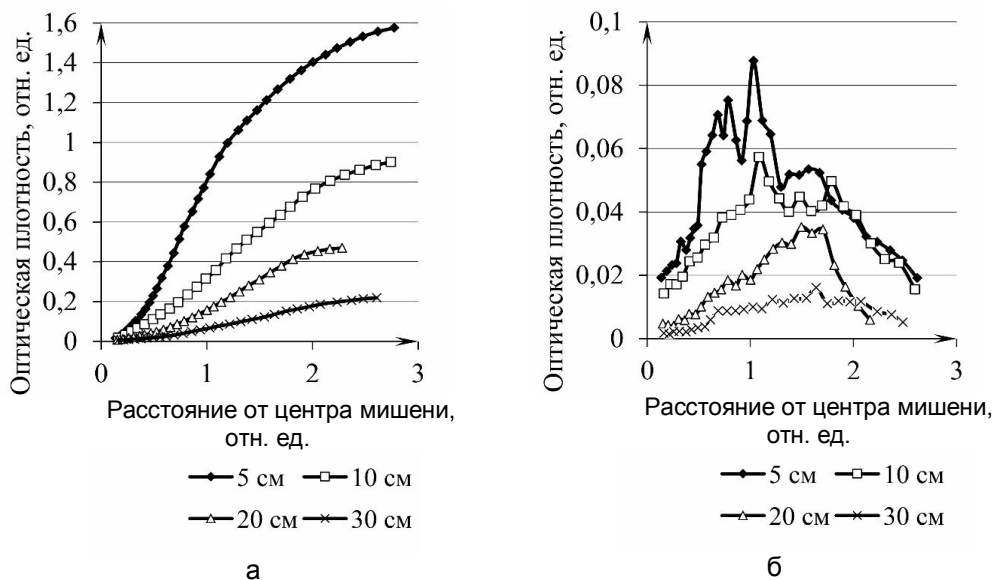 Оптическая плотность, отн. ед.
1,6
1,4
1,2
1
0,8
0,6
0,4
0,2
0
0 1 2 3
Расстояние от центра мишени,
отн. ед.
5 см 10 см
20 см 30 см
а
Оптическая плотность, отн. ед.
0,1
0,08
0,06
0,04
0,02
0
0 1 2 3
Расстояние от центра мишени,
отн. ед.
5 см 10 см
20 см 30 см
б